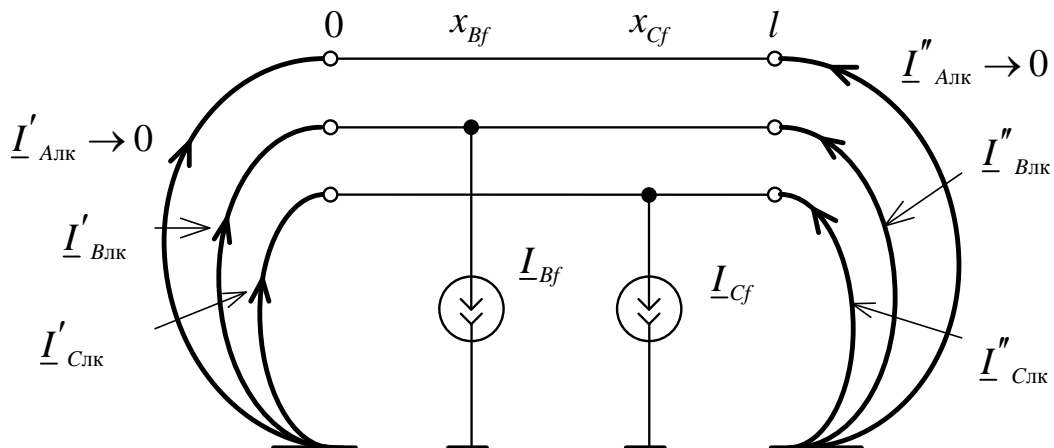 0 x_Bf x_Cf l
I″_Aлк → 0
I′_Aлк → 0
I″_Bлк
I′_Bлк
I_Bf
I_Cf
I′_Cлк
I″_Cлк